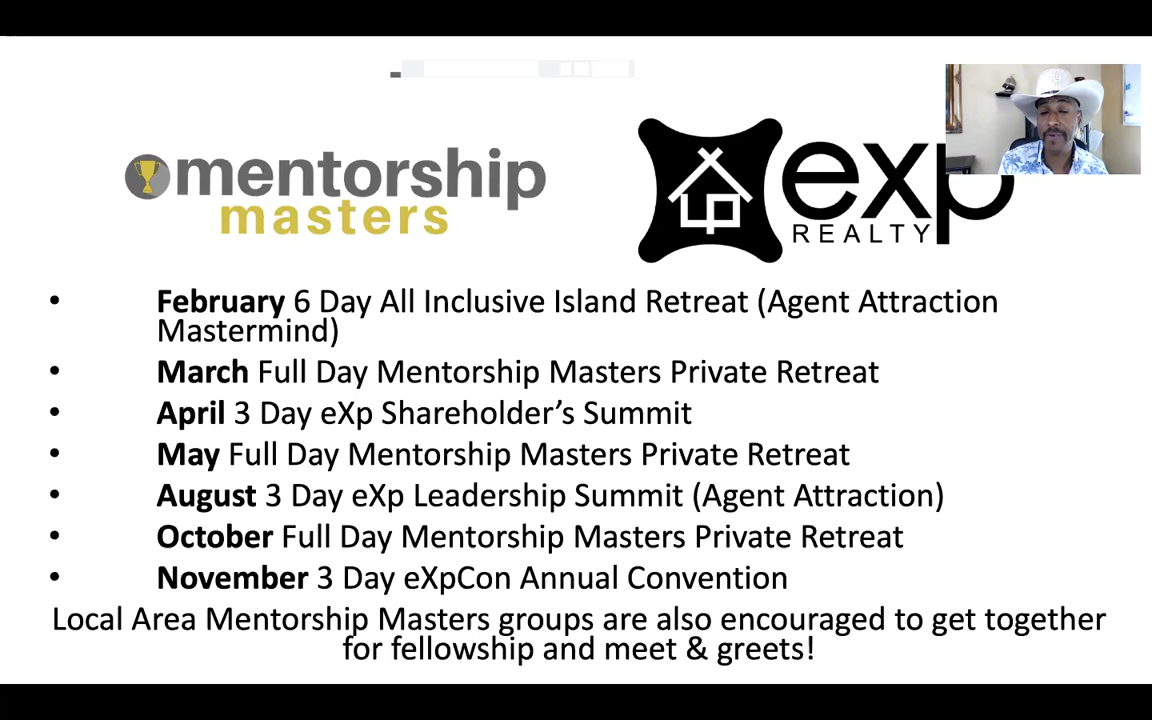 mentorship
masters
exp
REALTY
• February 6 Day All Inclusive Island Retreat (Agent Attraction
Mastermind)
• March Full Day Mentorship Masters Private Retreat
• April 3 Day eXp Shareholder’s Summit
• May Full Day Mentorship Masters Private Retreat
• August 3 Day eXp Leadership Summit (Agent Attraction)
• October Full Day Mentorship Masters Private Retreat
• November 3 Day eXpCon Annual Convention
Local Area Mentorship Masters groups are also encouraged to get together
for fellowship and meet & greets!